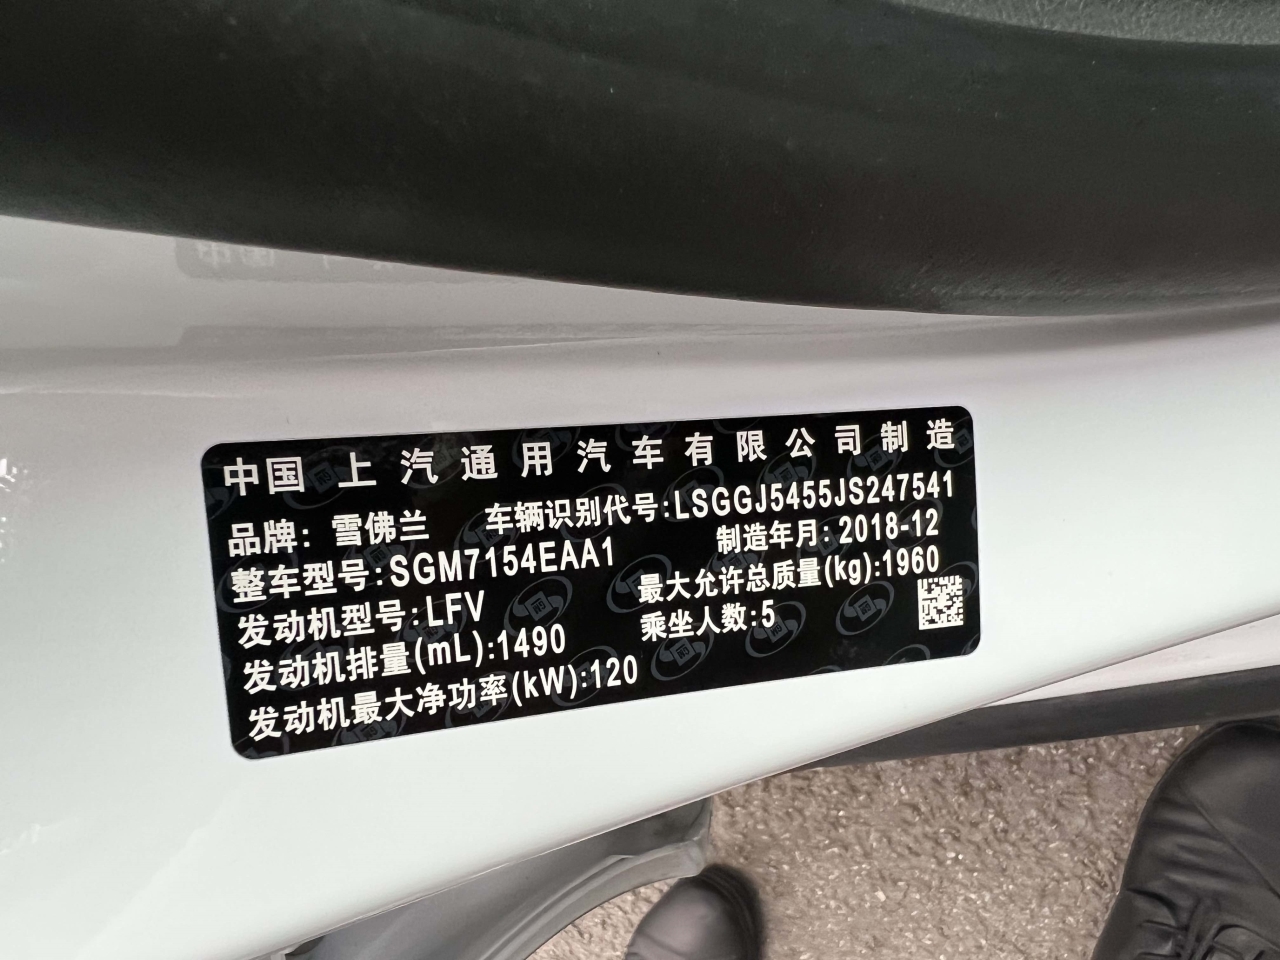 中国上汽通用汽车有限公司制造
品牌: 雪佛兰 车辆识别代号:LSGGJ5455JS247541
整车型号:SGM7154EAA1 制造年月: 2018-12
发动机型号:LFV 最大允许总质量(kg):1960
发动机排量(mL):1490 乘坐人数:5
发动机最大净功率(kW):120